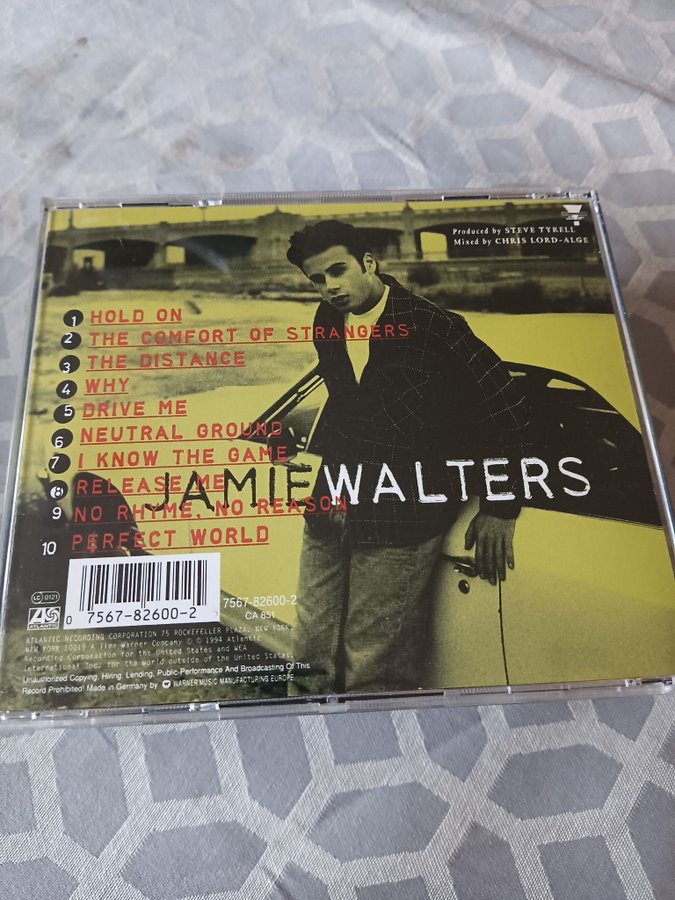 Produced by STEVE TYRELL
Mixed by CHRIS LORD-ALGE
1 HOLD ON
2 THE COMFORT OF STRANGERS
3 THE DISTANCE
4 WHY
5 DRIVE ME
6 NEUTRAL GROUND
7 I KNOW THE GAME
8 RELEASE ME
JAMIE WALTERS
9 NO RHYME, NO REASON
10 PERFECT WORLD
LC 0121
ATLANTIC
0 7567-82600-2
7567-82600-2
CA 851
ATLANTIC RECORDING CORPORATION 75 ROCKEFELLER PLAZA, NEW YORK,
NEW YORK 10019 A Time Warner Company © ℗ 1994 Atlantic
Recording Corporation for the United States and WEA
International Inc. for the world outside of the United States.
Unauthorized Copying, Hiring, Lending, Public-Performance And Broadcasting Of This
Record Prohibited! Made in Germany by WARNER MUSIC MANUFACTURING EUROPE